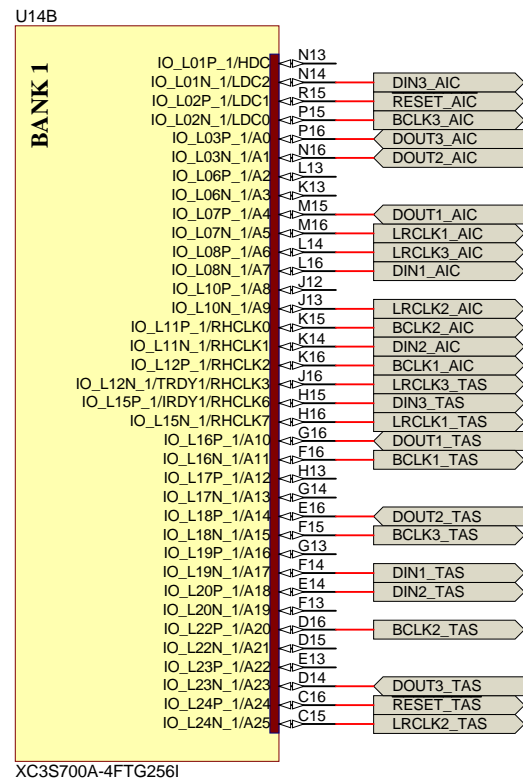 U14B
BANK 1
IO_L01P_1/HDC N13
IO_L01N_1/LDC2 N14 DIN3_AIC
IO_L02P_1/LDC1 R15 RESET_AIC
IO_L02N_1/LDC0 P15 BCLK3_AIC
IO_L03P_1/A0 P16 DOUT3_AIC
IO_L03N_1/A1 N16 DOUT2_AIC
IO_L06P_1/A2 L13
IO_L06N_1/A3 K13
IO_L07P_1/A4 M15 DOUT1_AIC
IO_L07N_1/A5 M16 LRCLK1_AIC
IO_L08P_1/A6 L14 LRCLK3_AIC
IO_L08N_1/A7 L16 DIN1_AIC
IO_L10P_1/A8 J12
IO_L10N_1/A9 J13 LRCLK2_AIC
IO_L11P_1/RHCLK0 K15 BCLK2_AIC
IO_L11N_1/RHCLK1 K14 DIN2_AIC
IO_L12P_1/RHCLK2 K16 BCLK1_AIC
IO_L12N_1/TRDY1/RHCLK3 J16 LRCLK3_TAS
IO_L15P_1/IRDY1/RHCLK6 H15 DIN3_TAS
IO_L15N_1/RHCLK7 H16 LRCLK1_TAS
IO_L16P_1/A10 G16 DOUT1_TAS
IO_L16N_1/A11 F16 BCLK1_TAS
IO_L17P_1/A12 H13
IO_L17N_1/A13 G14
IO_L18P_1/A14 E16 DOUT2_TAS
IO_L18N_1/A15 F15 BCLK3_TAS
IO_L19P_1/A16 G13
IO_L19N_1/A17 F14 DIN1_TAS
IO_L20P_1/A18 E14 DIN2_TAS
IO_L20N_1/A19 F13
IO_L22P_1/A20 D16 BCLK2_TAS
IO_L22N_1/A21 D15
IO_L23P_1/A22 E13
IO_L23N_1/A23 D14 DOUT3_TAS
IO_L24P_1/A24 C16 RESET_TAS
IO_L24N_1/A25 C15 LRCLK2_TAS
XC3S700A-4FTG256I